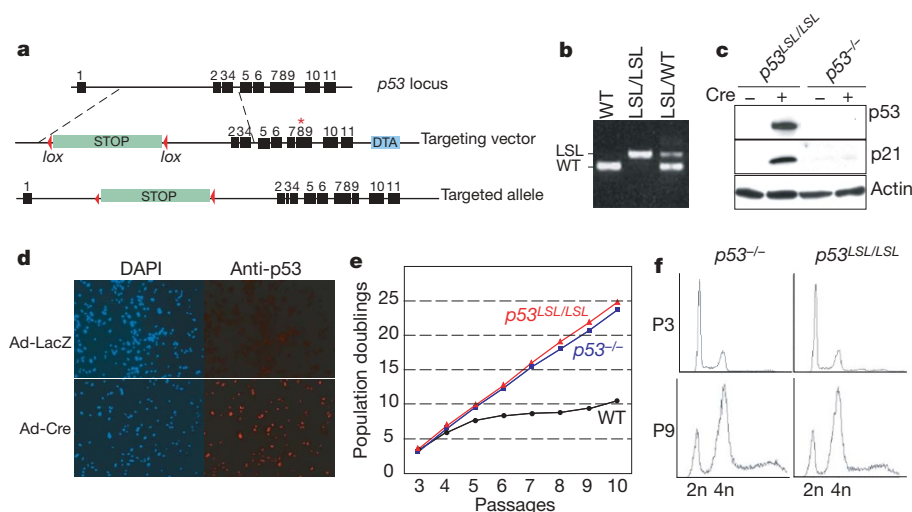 a
1 2 3 4 5 6 7 8 9 10 11
p53 locus
*
2 3 4 5 6 7 8 9 10 11
STOP
DTA
Targeting vector
lox lox
1 2 3 4 5 6 7 8 9 10 11
STOP
Targeted allele
b
WT
LSL/LSL
LSL/WT
LSL
WT
c
p53LSL/LSL p53–/–
Cre – + – +
p53
p21
Actin
d
DAPI Anti-p53
Ad-LacZ
Ad-Cre
e
Population doublings
25
20
15
10
5
0
p53LSL/LSL
p53–/–
WT
3 4 5 6 7 8 9 10
Passages
f
p53–/– p53LSL/LSL
P3
P9
2n 4n 2n 4n